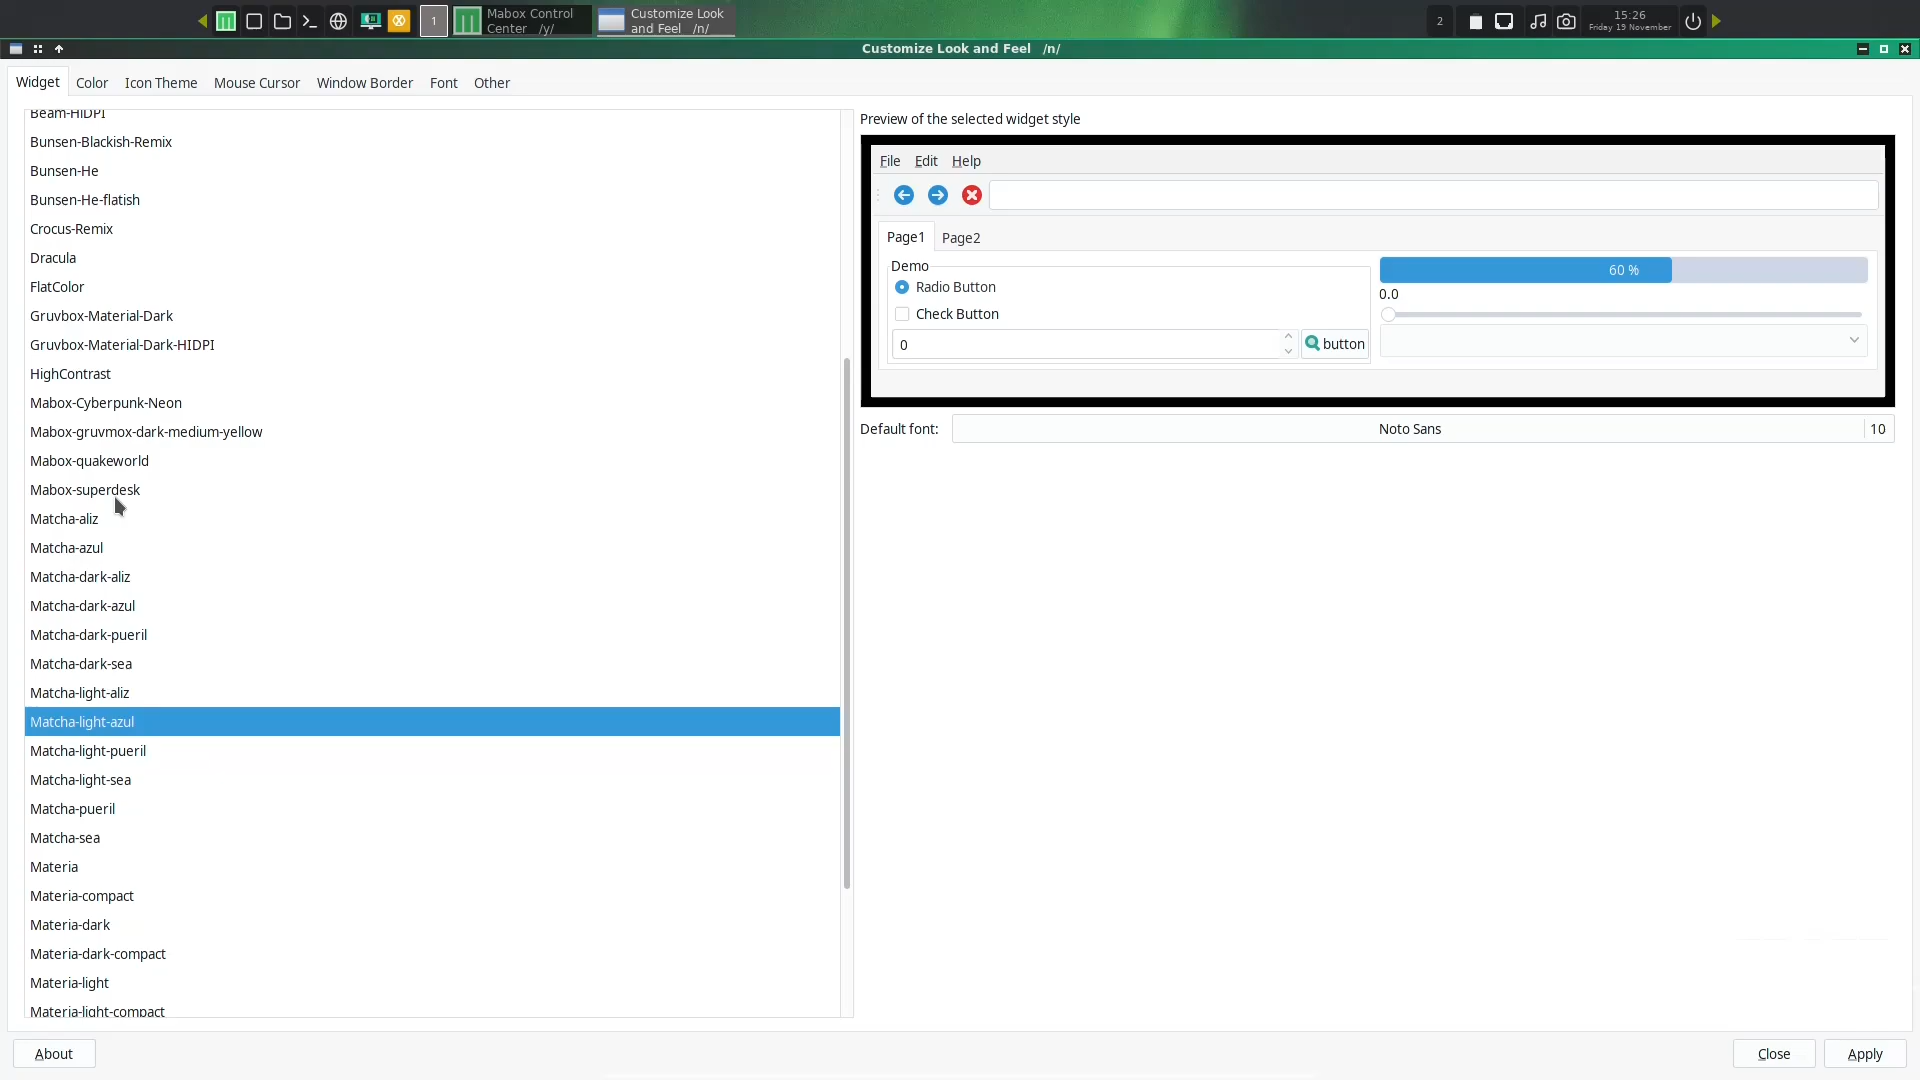 1
Mabox Control
Center /y/
Customize Look
and Feel /n/
2
15:26
Friday 19 November
Customize Look and Feel /n/
Widget
Color
Icon Theme
Mouse Cursor
Window Border
Font
Other
Beam-HiDPI
Bunsen-Blackish-Remix
Bunsen-He
Bunsen-He-flatish
Crocus-Remix
Dracula
FlatColor
Gruvbox-Material-Dark
Gruvbox-Material-Dark-HIDPI
HighContrast
Mabox-Cyberpunk-Neon
Mabox-gruvmox-dark-medium-yellow
Mabox-quakeworld
Mabox-superdesk
Matcha-aliz
Matcha-azul
Matcha-dark-aliz
Matcha-dark-azul
Matcha-dark-pueril
Matcha-dark-sea
Matcha-light-aliz
Matcha-light-azul
Matcha-light-pueril
Matcha-light-sea
Matcha-pueril
Matcha-sea
Materia
Materia-compact
Materia-dark
Materia-dark-compact
Materia-light
Materia-light-compact
Preview of the selected widget style
File Edit Help
Page1 Page2
Demo
Radio Button
Check Button
0
button
60 %
0.0
Default font:
Noto Sans
10
About
Close
Apply